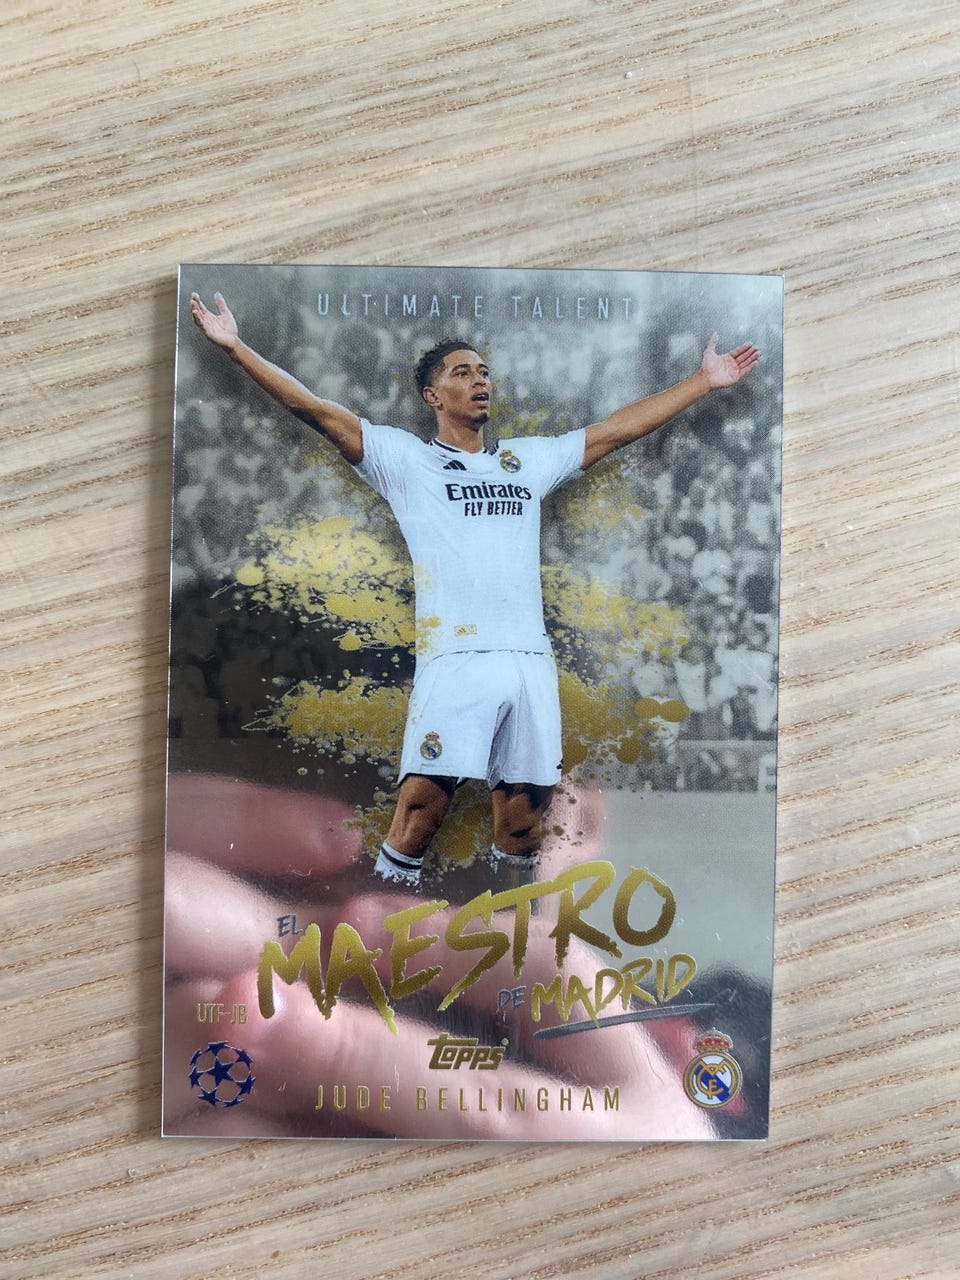 ULTIMATE TALENT
Emirates
FLY BETTER
EL
MAESTRO
DE MADRID
UTF-JB
Topps
JUDE BELLINGHAM